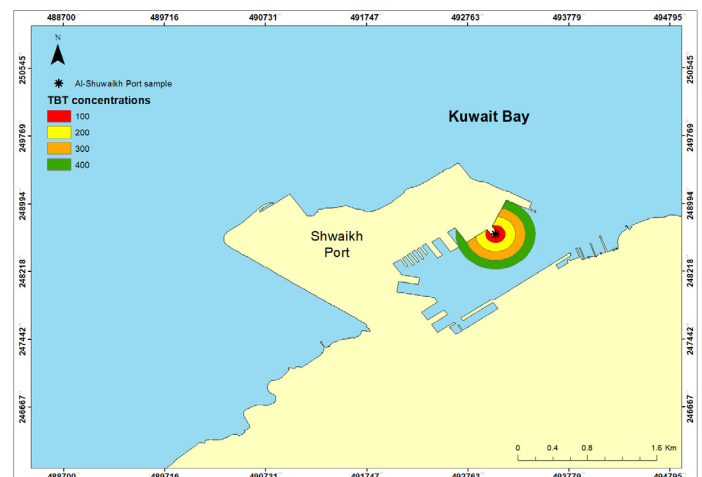 488700 489716 490731 491747 492763 493779 494795
N
Al-Shuwaikh Port sample
TBT concentrations
100
200
300
400
Kuwait Bay
Shwaikh
Port
250545
249769
248994
248218
247442
246667
250545
249769
248994
248218
247442
246667
0 0.4 0.8 1.6 Km
488700 489716 490731 491747 492763 493779 494795